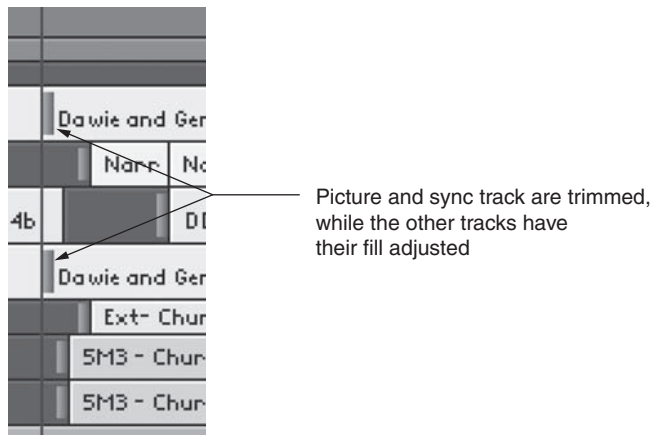 Dawie and Ger
Narr No
4b DI
Dawie and Ger
Ext- Chur
5M3 - Chur
5M3 - Chur
Picture and sync track are trimmed,
while the other tracks have
their fill adjusted